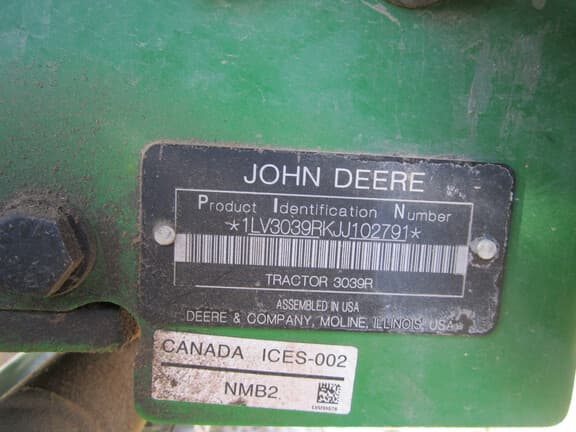 JOHN DEERE
Product Identification Number
*1LV3039RKJJ102791*
TRACTOR 3039R
ASSEMBLED IN USA
DEERE & COMPANY, MOLINE, ILLINOIS, USA
CANADA ICES-002
NMB2